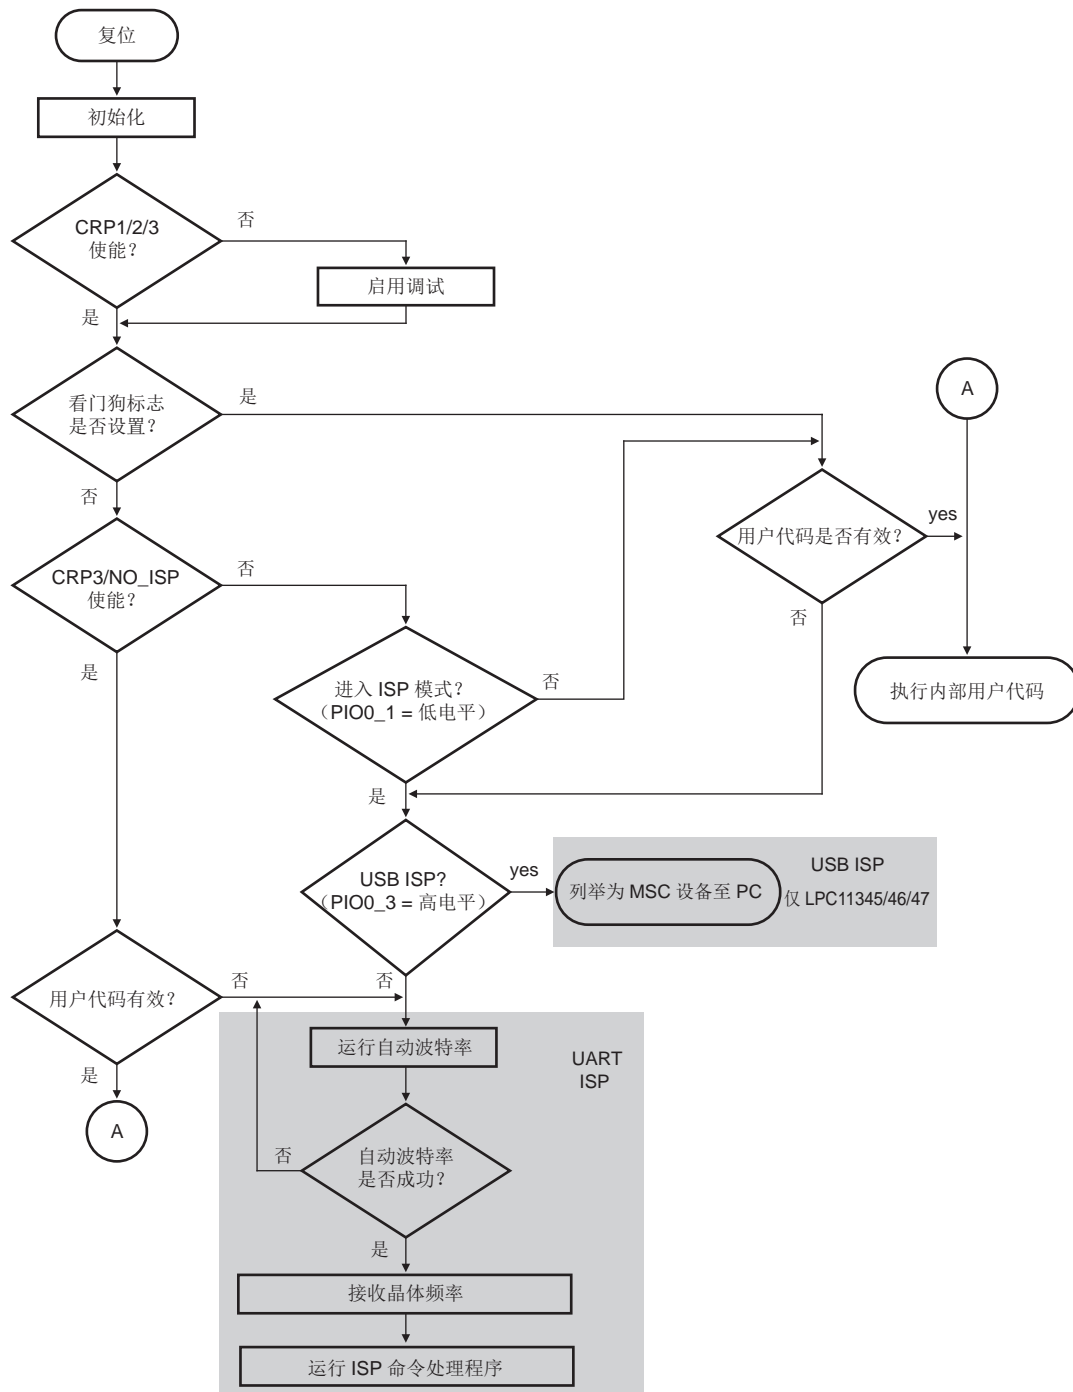 复位
初始化
CRP1/2/3
使能？
否
启用调试
是
看门狗标志
是否设置？
是
A
否
用户代码是否有效？
yes
CRP3/NO_ISP
使能？
否
否
是
进入 ISP 模式？
（PIO0_1 = 低电平）
否
执行内部用户代码
是
USB ISP?
（PIO0_3 = 高电平）
yes
列举为 MSC 设备至 PC
USB ISP
仅 LPC11345/46/47
用户代码有效？
否
否
运行自动波特率
UART
ISP
是
A
自动波特率
是否成功？
否
是
接收晶体频率
运行 ISP 命令处理程序